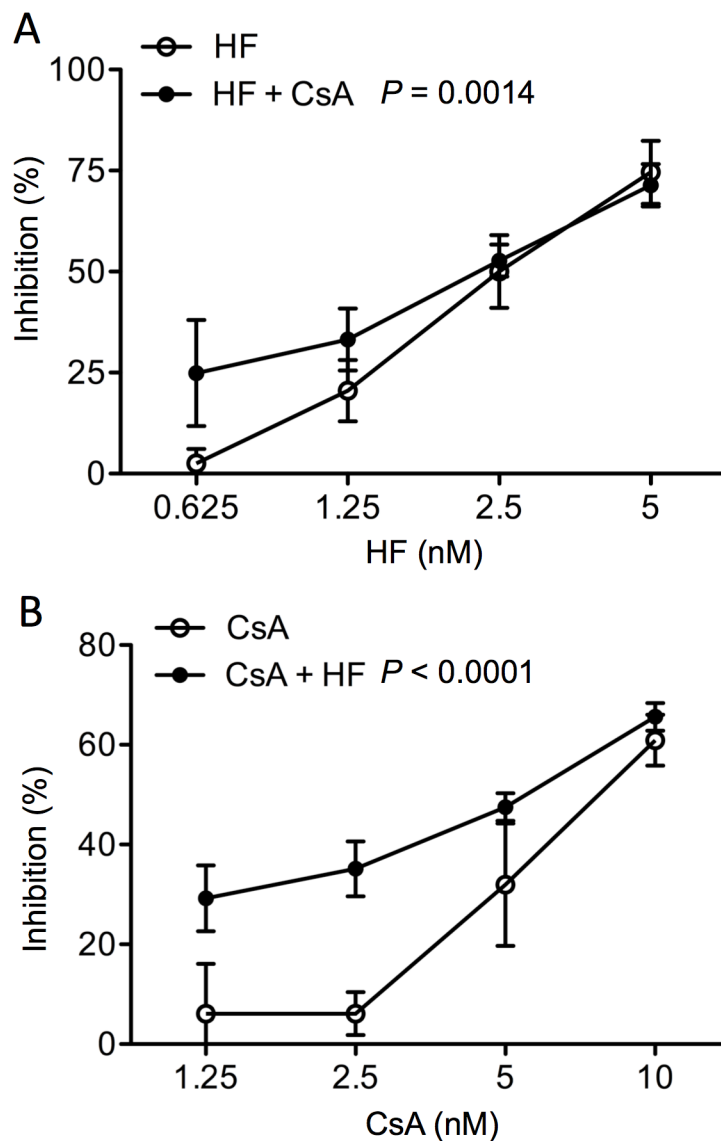 A
HF
HF + CsA P = 0.0014
100
75
50
25
0
Inhibition (%)
0.625 1.25 2.5 5
HF (nM)
B
CsA
CsA + HF P < 0.0001
80
60
40
20
0
Inhibition (%)
1.25 2.5 5 10
CsA (nM)